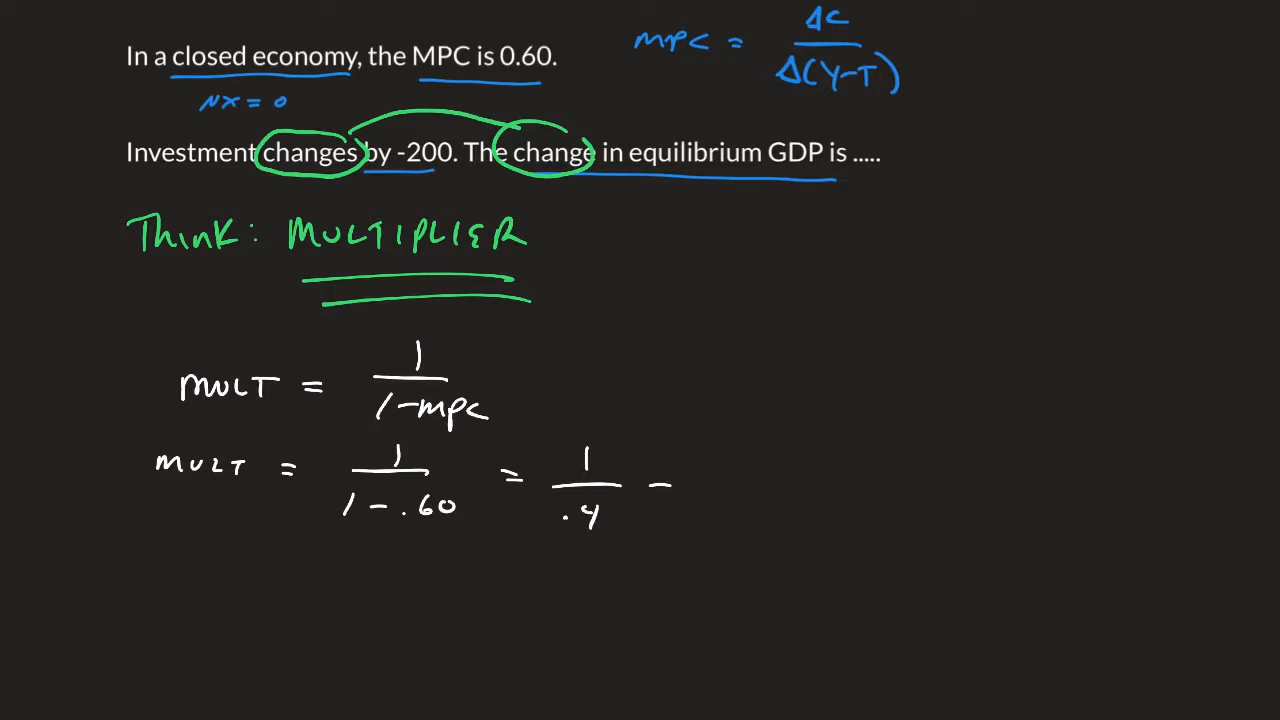 In a closed economy, the MPC is 0.60.
MPC = ΔC / Δ(Y-T)
NX = 0
Investment changes by -200. The change in equilibrium GDP is .....
Think: MULTIPLIER
MULT = 1 / 1-MPC
MULT = 1 / 1 - .60 = 1 / .4 =